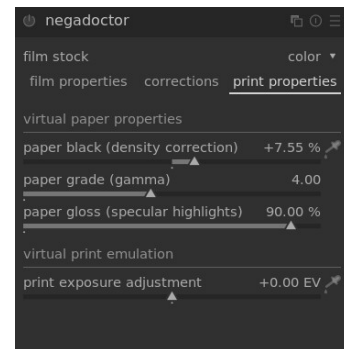 negadoctor
film stock color
film properties corrections print properties
virtual paper properties
paper black (density correction) +7.55 %
paper grade (gamma) 4.00
paper gloss (specular highlights) 90.00 %
virtual print emulation
print exposure adjustment +0.00 EV